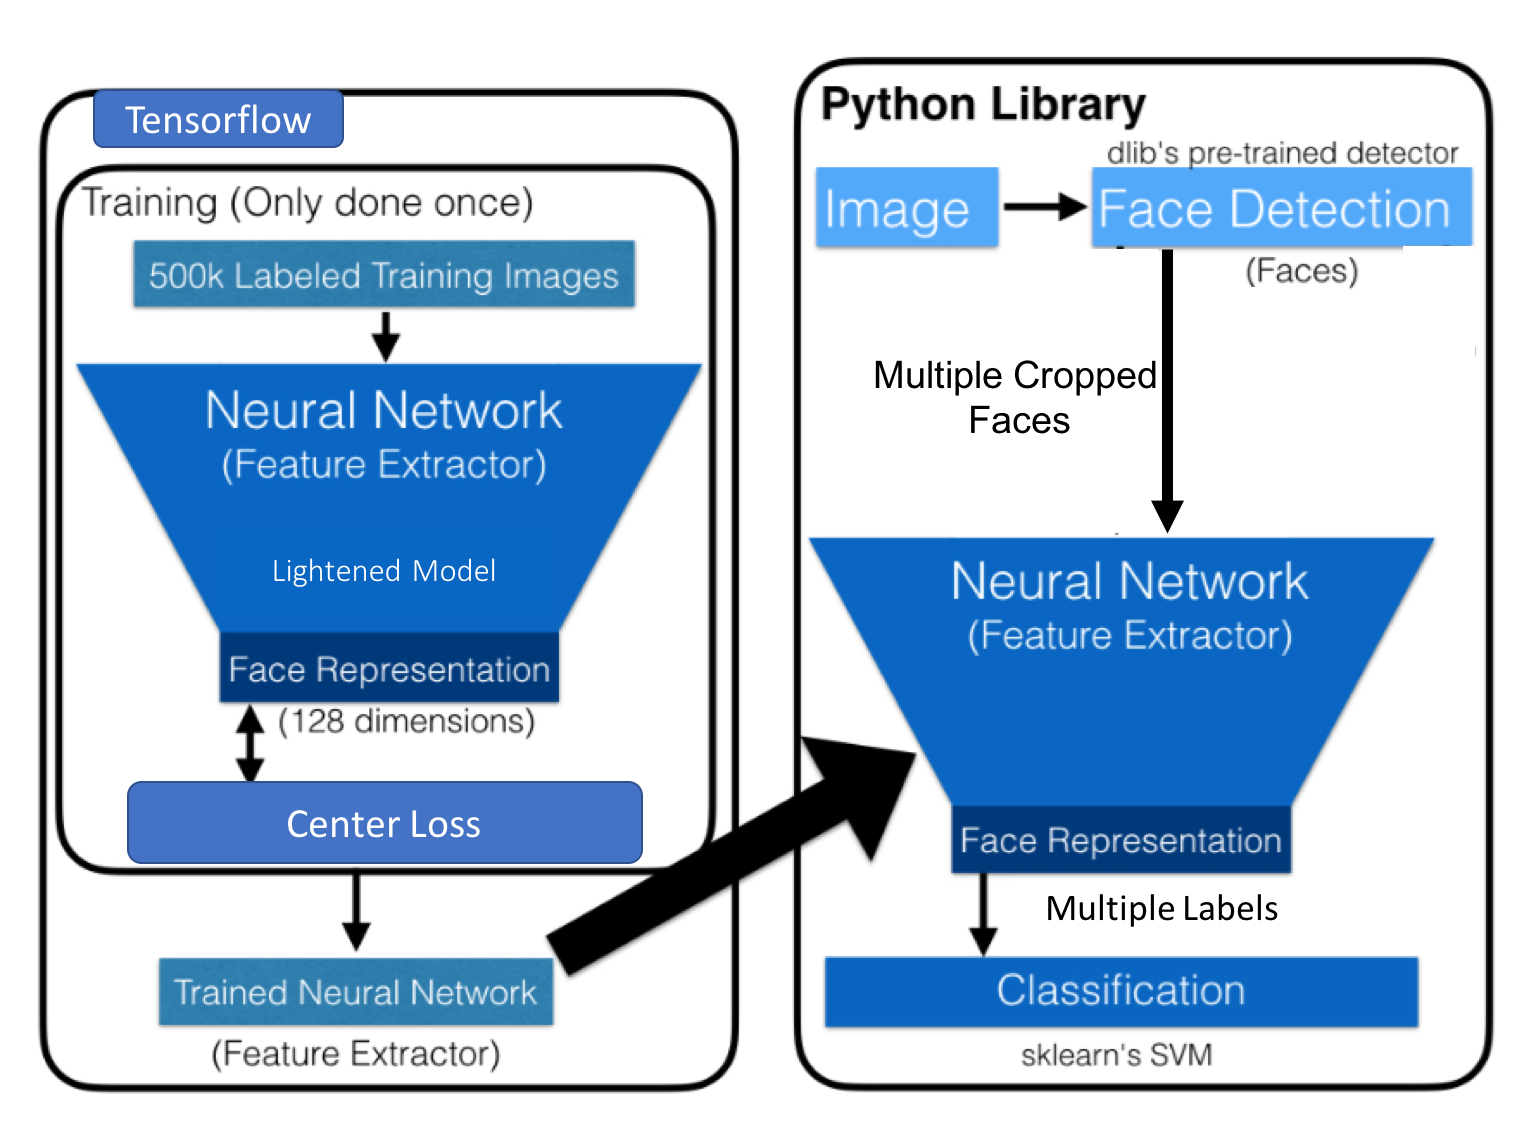 Tensorflow
Training (Only done once)
500k Labeled Training Images
Neural Network
(Feature Extractor)
Lightened Model
Face Representation
(128 dimensions)
Center Loss
Trained Neural Network
(Feature Extractor)
Python Library
dlib's pre-trained detector
Image
Face Detection
(Faces)
Multiple Cropped
Faces
Neural Network
(Feature Extractor)
Face Representation
Multiple Labels
Classification
sklearn's SVM